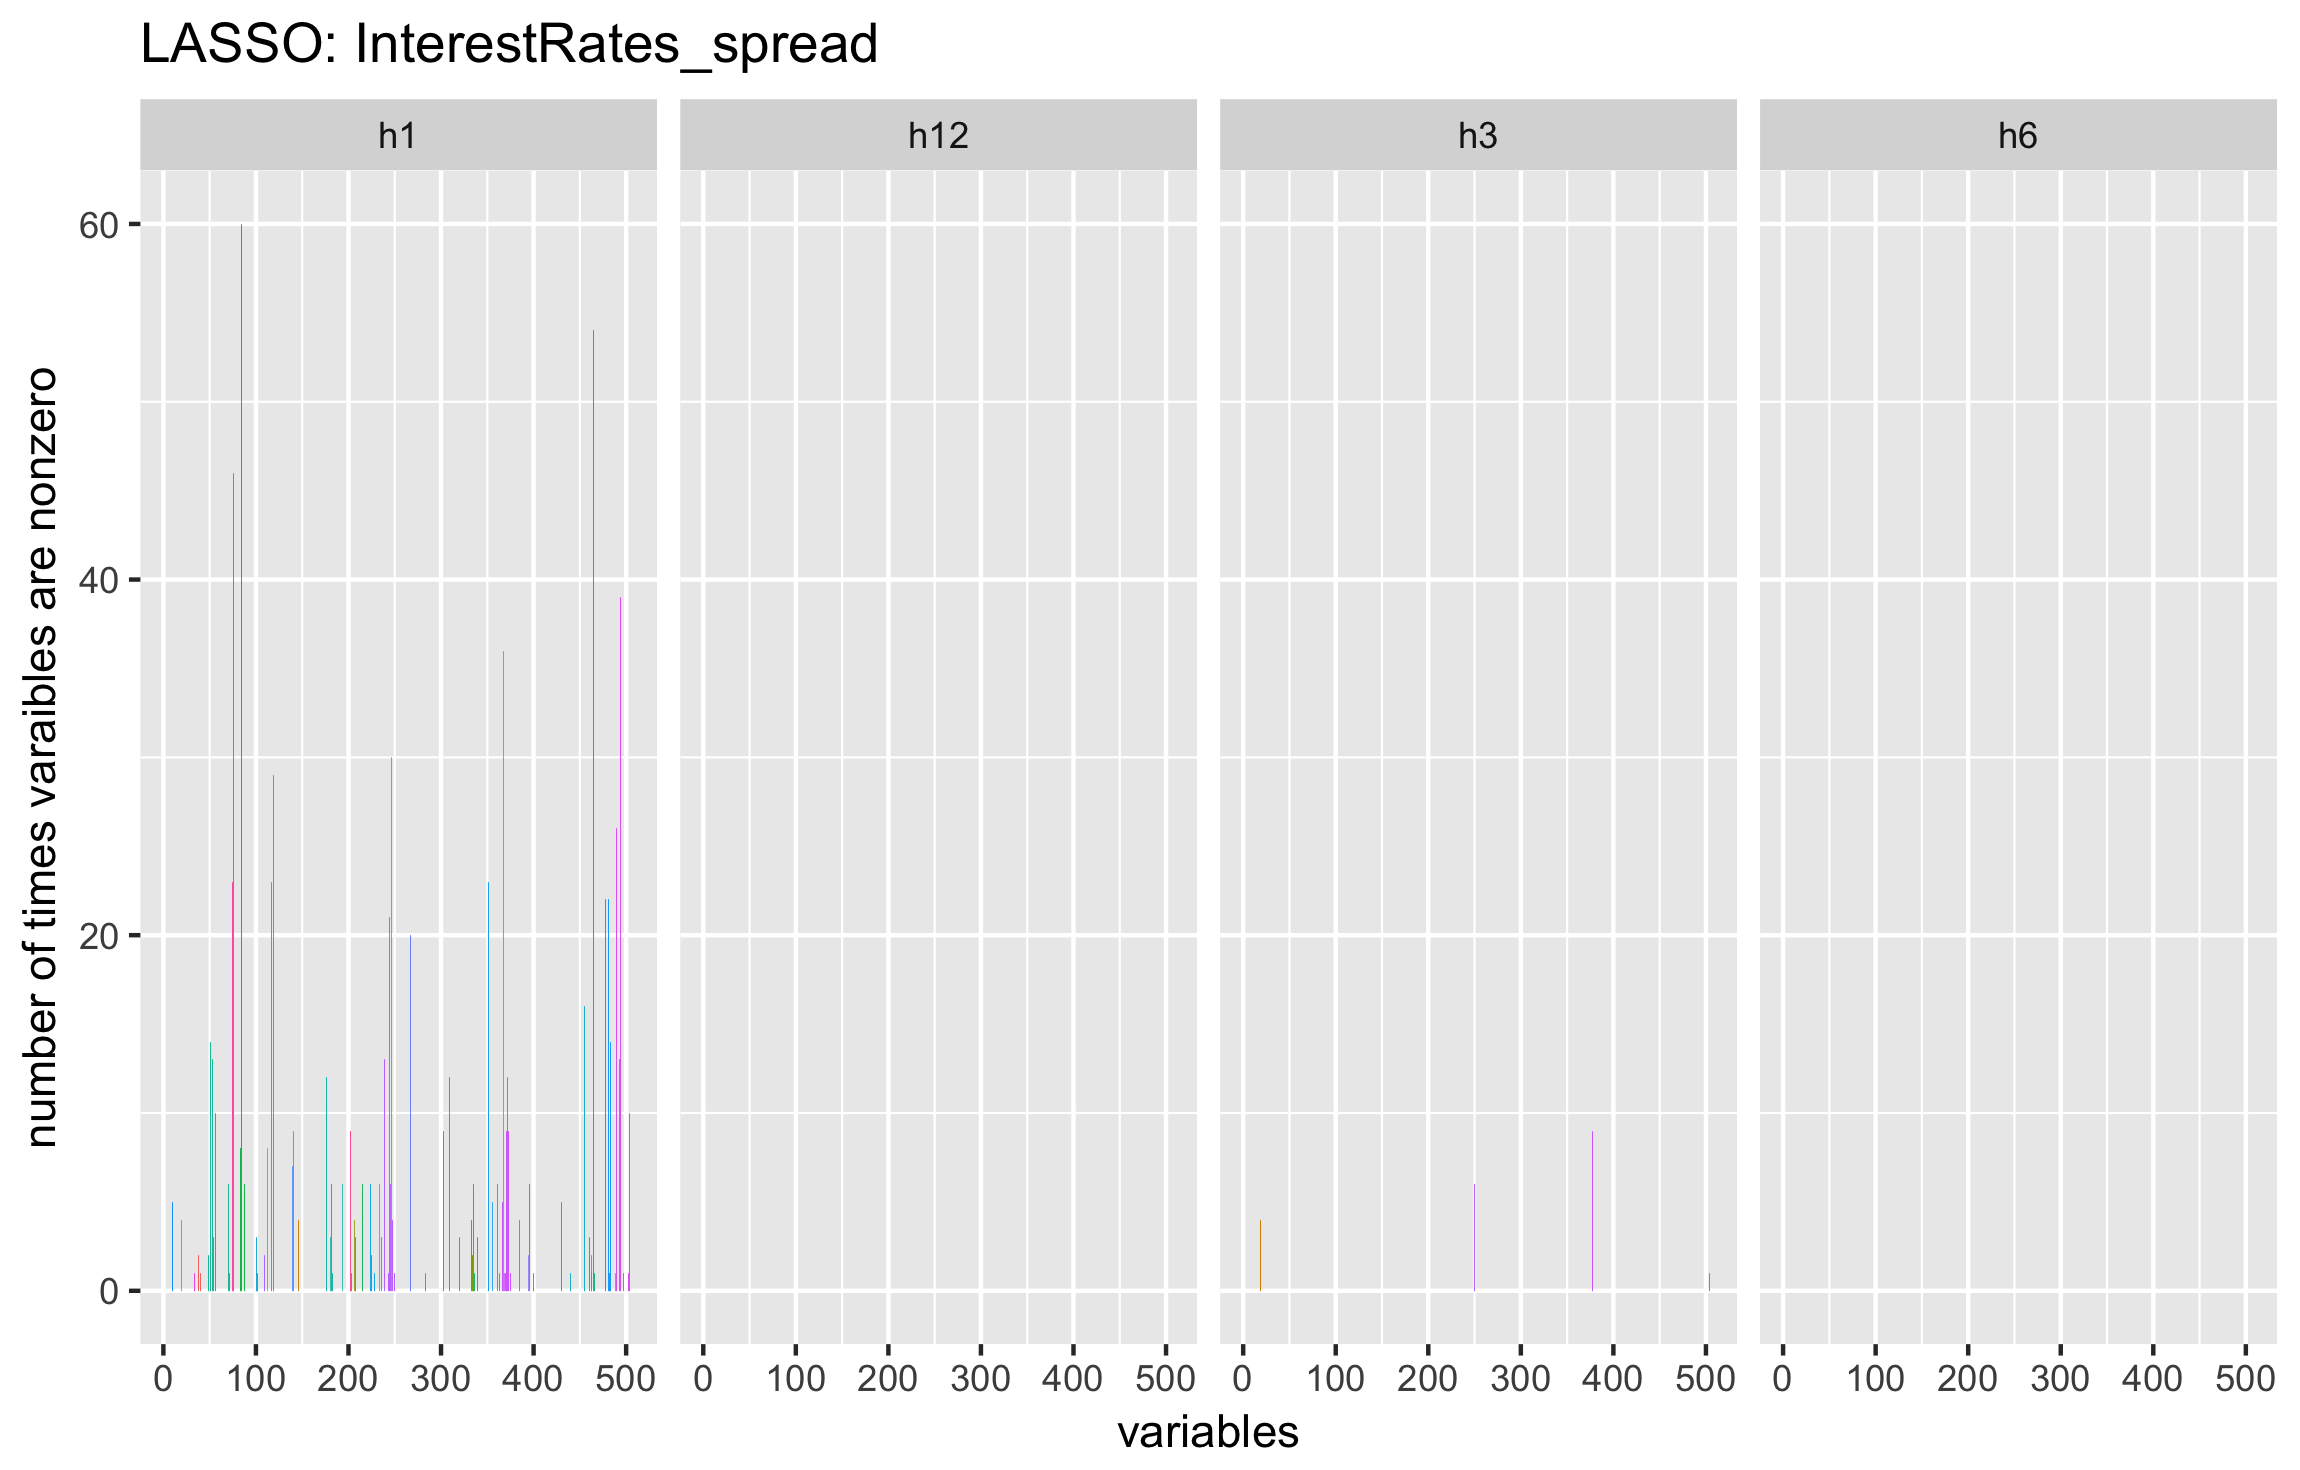 LASSO: InterestRates_spread
h1 h12 h3 h6
number of times varaibles are nonzero
60
40
20
0
0 100 200 300 400 500 0 100 200 300 400 500 0 100 200 300 400 500 0 100 200 300 400 500
variables